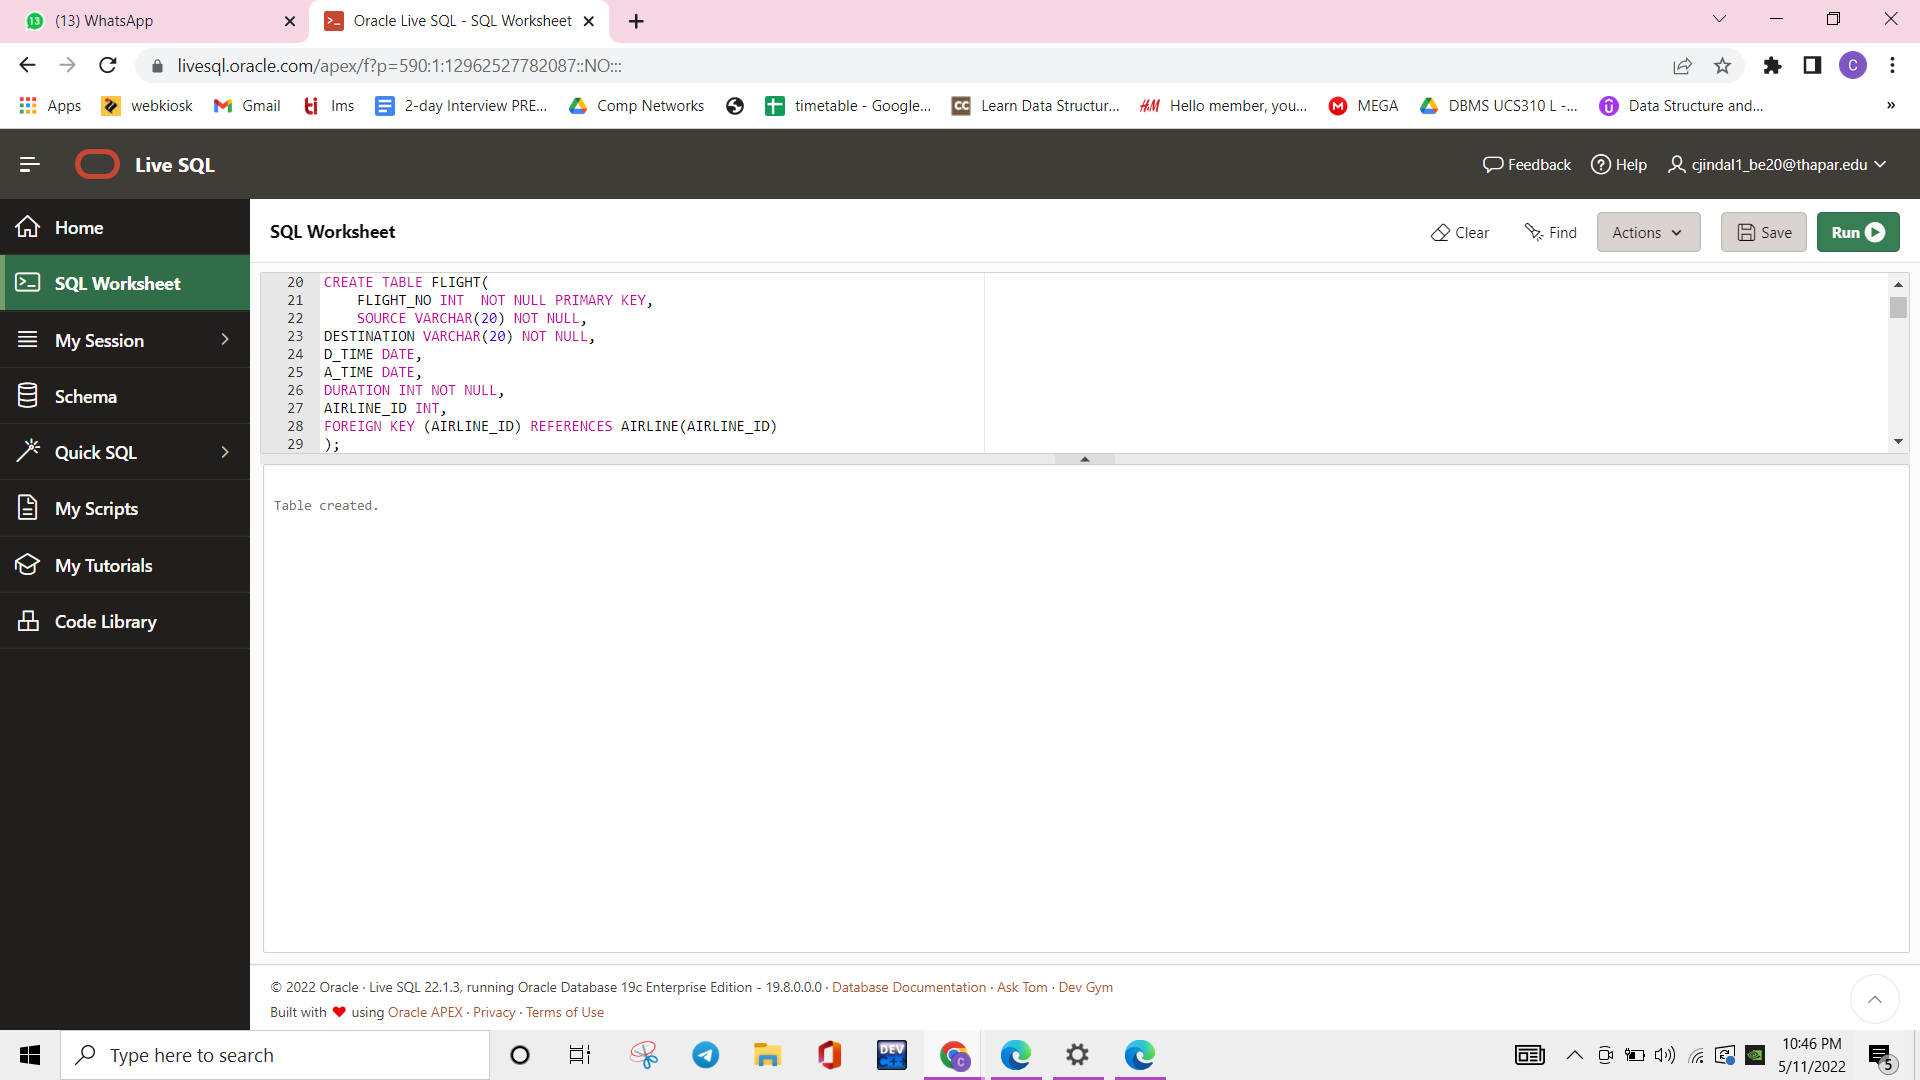 13 (13) WhatsApp
Oracle Live SQL - SQL Worksheet
livesql.oracle.com/apex/f?p=590:1:12962527782087::NO:::
C
Apps webkiosk Gmail ti lms 2-day Interview PRE... Comp Networks timetable - Google... CC Learn Data Structur... H&M Hello member, you... M MEGA DBMS UCS310 L -... Data Structure and... »
Live SQL
Feedback Help cjindal1_be20@thapar.edu
Home
SQL Worksheet
My Session
Schema
Quick SQL
My Scripts
My Tutorials
Code Library
SQL Worksheet
Clear Find Actions Save Run
20 CREATE TABLE FLIGHT(
21 FLIGHT_NO INT  NOT NULL PRIMARY KEY,
22 SOURCE VARCHAR(20) NOT NULL,
23 DESTINATION VARCHAR(20) NOT NULL,
24 D_TIME DATE,
25 A_TIME DATE,
26 DURATION INT NOT NULL,
27 AIRLINE_ID INT,
28 FOREIGN KEY (AIRLINE_ID) REFERENCES AIRLINE(AIRLINE_ID)
29 );
Table created.
© 2022 Oracle · Live SQL 22.1.3, running Oracle Database 19c Enterprise Edition - 19.8.0.0.0 · Database Documentation · Ask Tom · Dev Gym
Built with ❤ using Oracle APEX · Privacy · Terms of Use
Type here to search
DEV C++
C
10:46 PM
5/11/2022
5